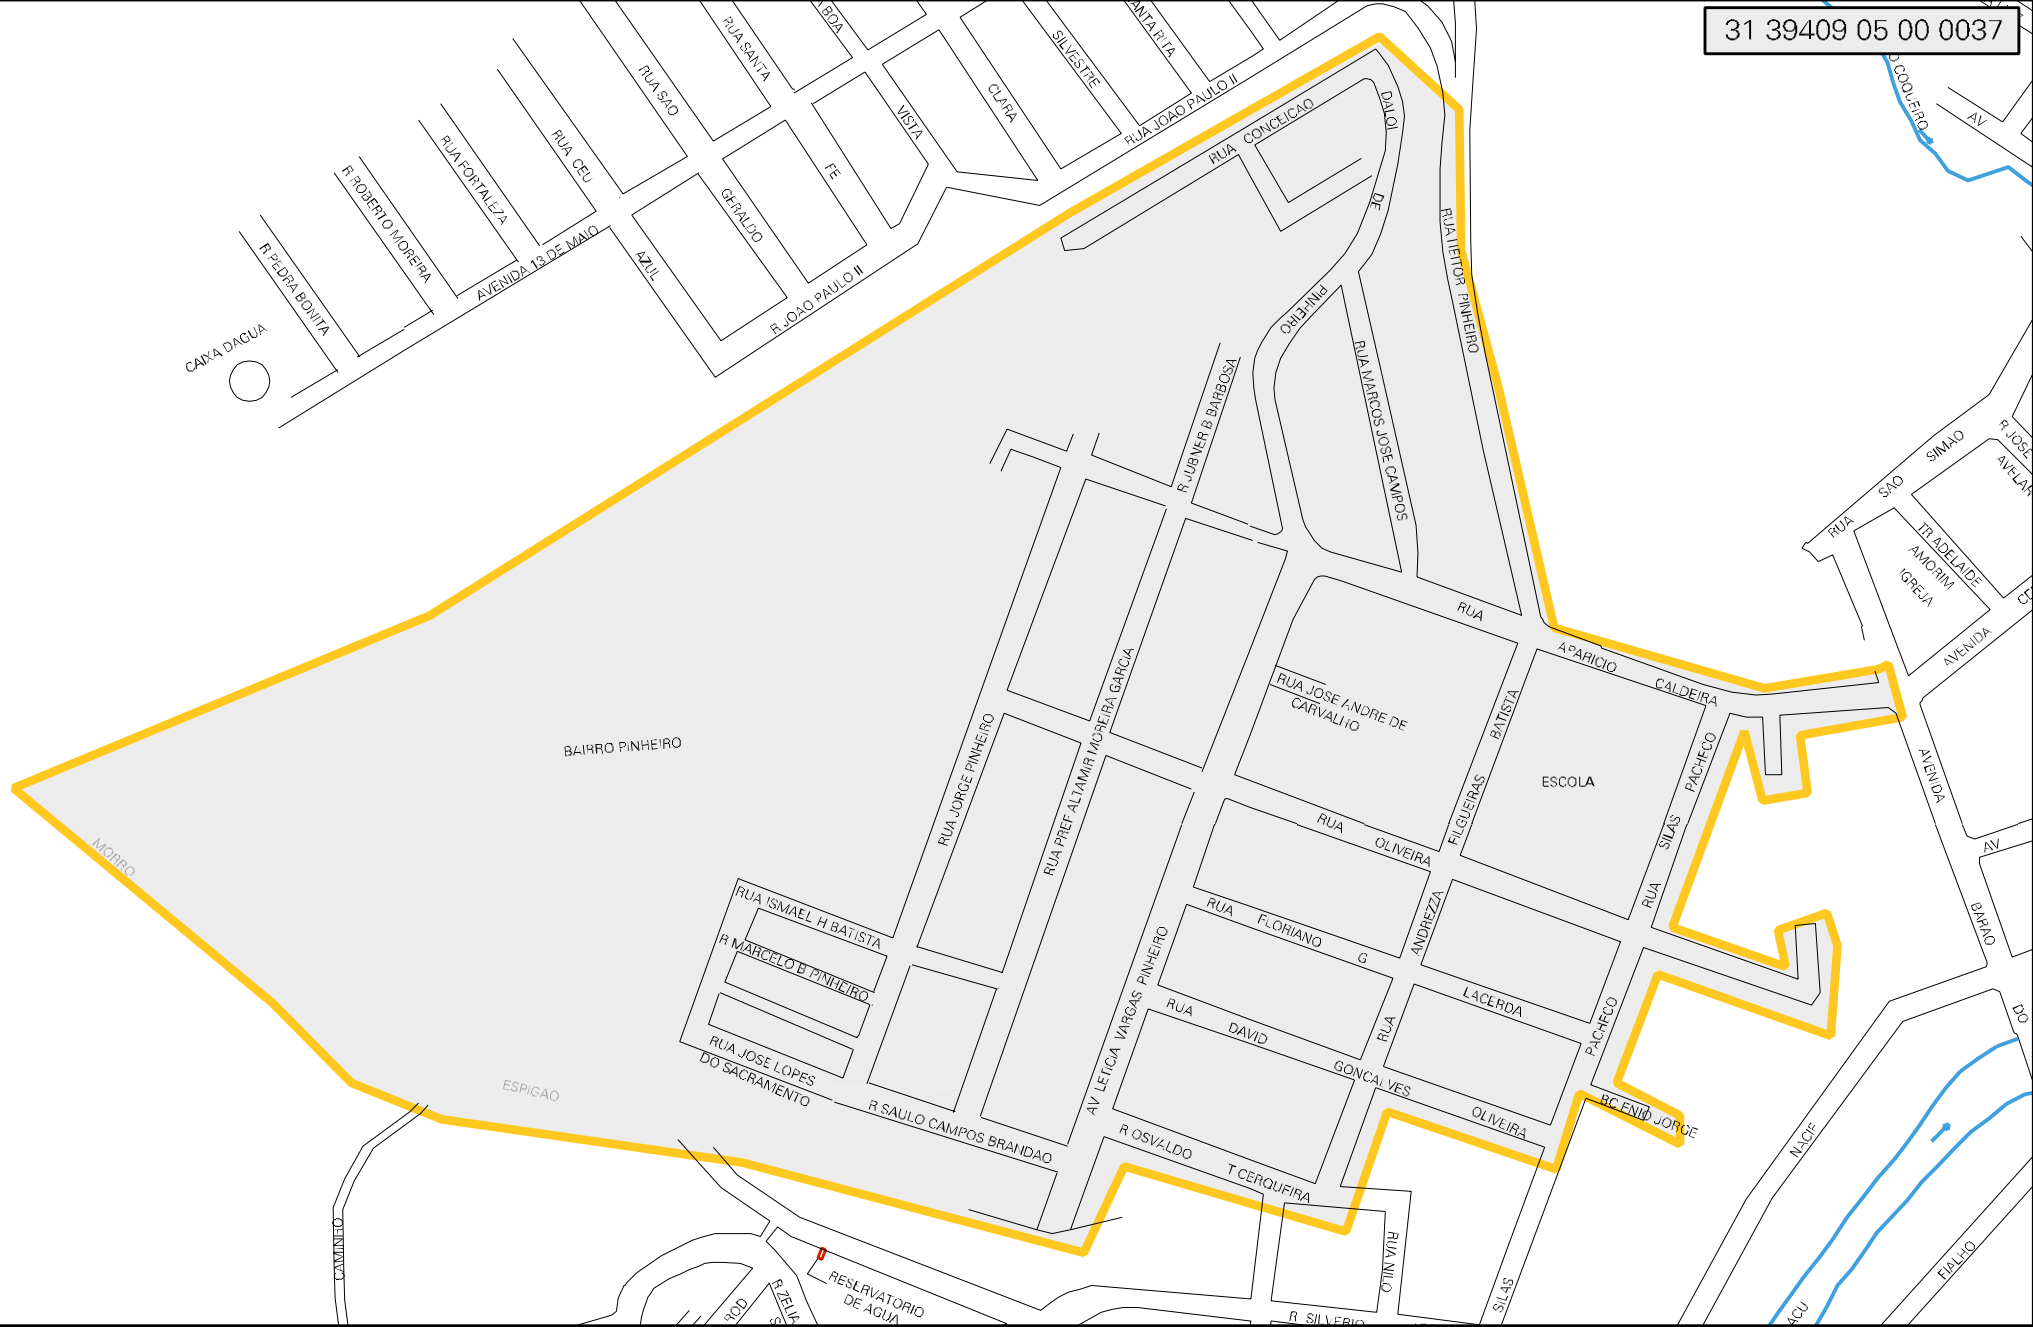 31 39409 05 00 0037
COQUEIRO
AV
RUA SANTA
BOA
SILVESTRE
RUA SAO
CLARA
VISTA
RUA JOAO PAULO II
RUA CEU
RUA FORTALEZA
R ROBERTO MOREIRA
R PEDRA BONITA
FE
GERALDO
AZUL
AVENIDA 13 DE MAIO
R JOAO PAULO II
CAIXA DAGUA
RUA CONCEICAO
DALOI
DE
PINHEIRO
RUA HEITOR PINHEIRO
RUA MARCOS JOSE CAMPOS
R JUBNER B BARBOSA
RUA SAO SIMAO
R JOSE
AVELAR
TR ADELAIDE
AMORIM
IGREJA
AVENIDA
RUA APARICIO CALDEIRA
RUA JOSE ANDRE DE
CARVALHO
BATISTA
FILGUEIRAS
ANDREZZA
RUA
ESCOLA
PACHECO
SILAS
RUA
AVENIDA
BARAO
DO
AV
BAIRRO PINHEIRO
RUA JORGE PINHEIRO
RUA PREF ALTAMIR MOREIRA GARCIA
RUA OLIVEIRA
MORRO
RUA ISMAEL H BATISTA
R MARCELO B PINHEIRO
RUA JOSE LOPES
DO SACRAMENTO
RUA FLORIANO G LACERDA
AV LETICIA VARGAS PINHEIRO
RUA DAVID GONCALVES OLIVEIRA
PACHECO
BC ENIO JORGE
ESPIGAO
R SAULO CAMPOS BRANDAO
R OSVALDO T CERQUEIRA
NACIF
CAMINHO
RUA NILO
SILAS
FIALHO
RESERVATORIO
DE AGUA
R ZELIA
ROD
R SILVERIO